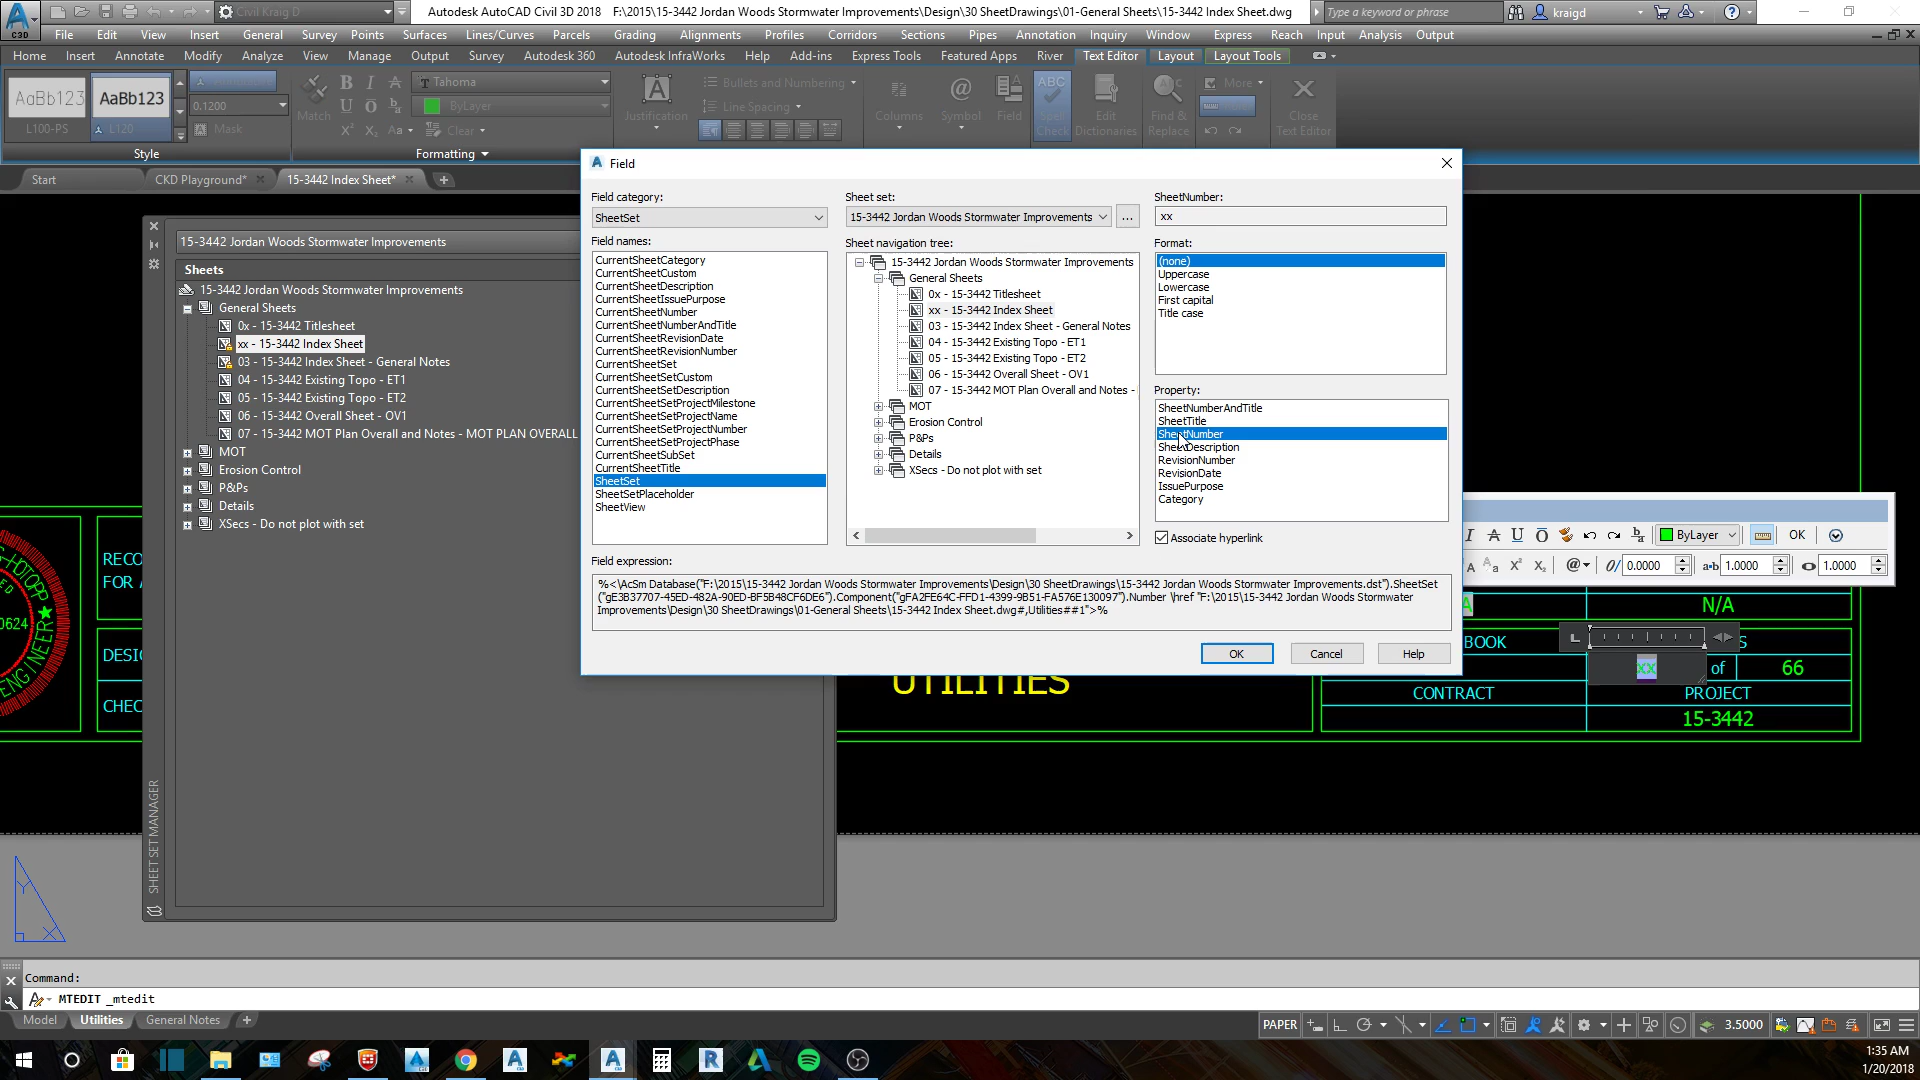 Civil Kraig D
Autodesk AutoCAD Civil 3D 2018 F:\2015\15-3442 Jordan Woods Stormwater Improvements\Design\30 SheetDrawings\01-General Sheets\15-3442 Index Sheet.dwg
Type a keyword or phrase
kraigd
C3D
File Edit View Insert General Survey Points Surfaces Lines/Curves Parcels Grading Alignments Profiles Corridors Sections Pipes Annotation Inquiry Window Express Reach Input Analysis Output
Home Insert Annotate Modify Analyze View Manage Output Survey Autodesk 360 Help Autodesk InfraWorks Add-ins Express Tools Featured Apps River Text Editor Layout Layout Tools
AaBb123 AaBb123
L100-PS L120
0.1200
Mask
Style
Match
Tahoma
ByLayer
Clear
Formatting
Justification
Bullets and Numbering
Line Spacing
Columns
Symbol
Field
ABC
Spell Check
Edit Dictionaries
Find & Replace
More
Close Text Editor
Start CKD Playground* 15-3442 Index Sheet*
15-3442 Jordan Woods Stormwater Improvements
Sheets
15-3442 Jordan Woods Stormwater Improvements
General Sheets
0x - 15-3442 Titlesheet
xx - 15-3442 Index Sheet
03 - 15-3442 Index Sheet - General Notes
04 - 15-3442 Existing Topo - ET1
05 - 15-3442 Existing Topo - ET2
06 - 15-3442 Overall Sheet - OV1
07 - 15-3442 MOT Plan Overall and Notes - MOT PLAN OVERALL
MOT
Erosion Control
P&Ps
Details
XSecs - Do not plot with set
SHEET SET MANAGER
Field
Field category:
SheetSet
Field names:
CurrentSheetCategory
CurrentSheetCustom
CurrentSheetDescription
CurrentSheetIssuePurpose
CurrentSheetNumber
CurrentSheetNumberAndTitle
CurrentSheetRevisionDate
CurrentSheetRevisionNumber
CurrentSheetSet
CurrentSheetSetCustom
CurrentSheetSetDescription
CurrentSheetSetProjectMilestone
CurrentSheetSetProjectName
CurrentSheetSetProjectNumber
CurrentSheetSetProjectPhase
CurrentSheetSubSet
CurrentSheetTitle
SheetSet
SheetSetPlaceholder
SheetView
Sheet set:
15-3442 Jordan Woods Stormwater Improvements
...
Sheet navigation tree:
15-3442 Jordan Woods Stormwater Improvements
General Sheets
0x - 15-3442 Titlesheet
xx - 15-3442 Index Sheet
03 - 15-3442 Index Sheet - General Notes
04 - 15-3442 Existing Topo - ET1
05 - 15-3442 Existing Topo - ET2
06 - 15-3442 Overall Sheet - OV1
07 - 15-3442 MOT Plan Overall and Notes -
MOT
Erosion Control
P&Ps
Details
XSecs - Do not plot with set
SheetNumber:
xx
Format:
(none)
Uppercase
Lowercase
First capital
Title case
Property:
SheetNumberAndTitle
SheetTitle
SheetNumber
SheetDescription
RevisionNumber
RevisionDate
IssuePurpose
Category
Associate hyperlink
Field expression:
%<\AcSm Database("F:\2015\15-3442 Jordan Woods Stormwater Improvements\Design\30 SheetDrawings\15-3442 Jordan Woods Stormwater Improvements.dst").SheetSet
("gE3B37707-45ED-482A-90ED-BF5B48CF6DE6").Component("gFA2FE64C-FFD1-4399-9B51-FA576E130097").Number \href "F:\2015\15-3442 Jordan Woods Stormwater
Improvements\Design\30 SheetDrawings\01-General Sheets\15-3442 Index Sheet.dwg#,Utilities##1">%
OK Cancel Help
ByLayer
OK
0/ 0.0000 a-b 1.0000 1.0000
RECO
FOR A
DESI
CHEC
0624
ENGINEER
UTILITIES
N/A
BOOK
S
xx of 66
CONTRACT PROJECT
15-3442
Command:
MTEDIT _mtedit
Model Utilities General Notes
PAPER
3.5000
1:35 AM
1/20/2018